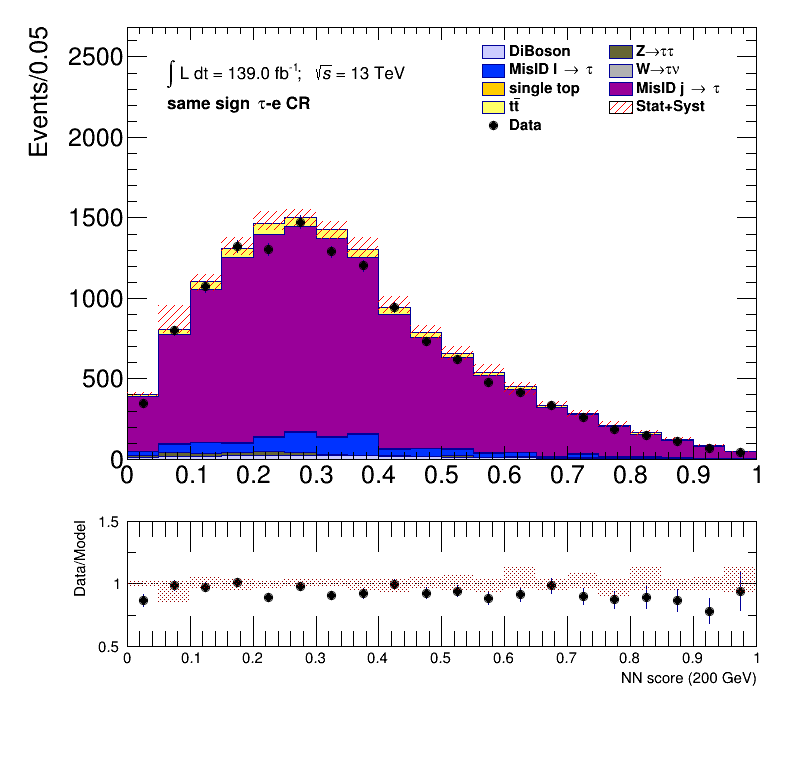 Events/0.05
2500
2000
1500
1000
500
0
∫ L dt = 139.0 fb⁻¹; √s = 13 TeV
same sign τ-e CR
DiBoson
MisID l → τ
single top
tt̄
Data
Z→ττ
W→τν
MisID j → τ
Stat+Syst
0 0.1 0.2 0.3 0.4 0.5 0.6 0.7 0.8 0.9 1
Data/Model
1.5
1
0.5
0 0.1 0.2 0.3 0.4 0.5 0.6 0.7 0.8 0.9 1
NN score (200 GeV)